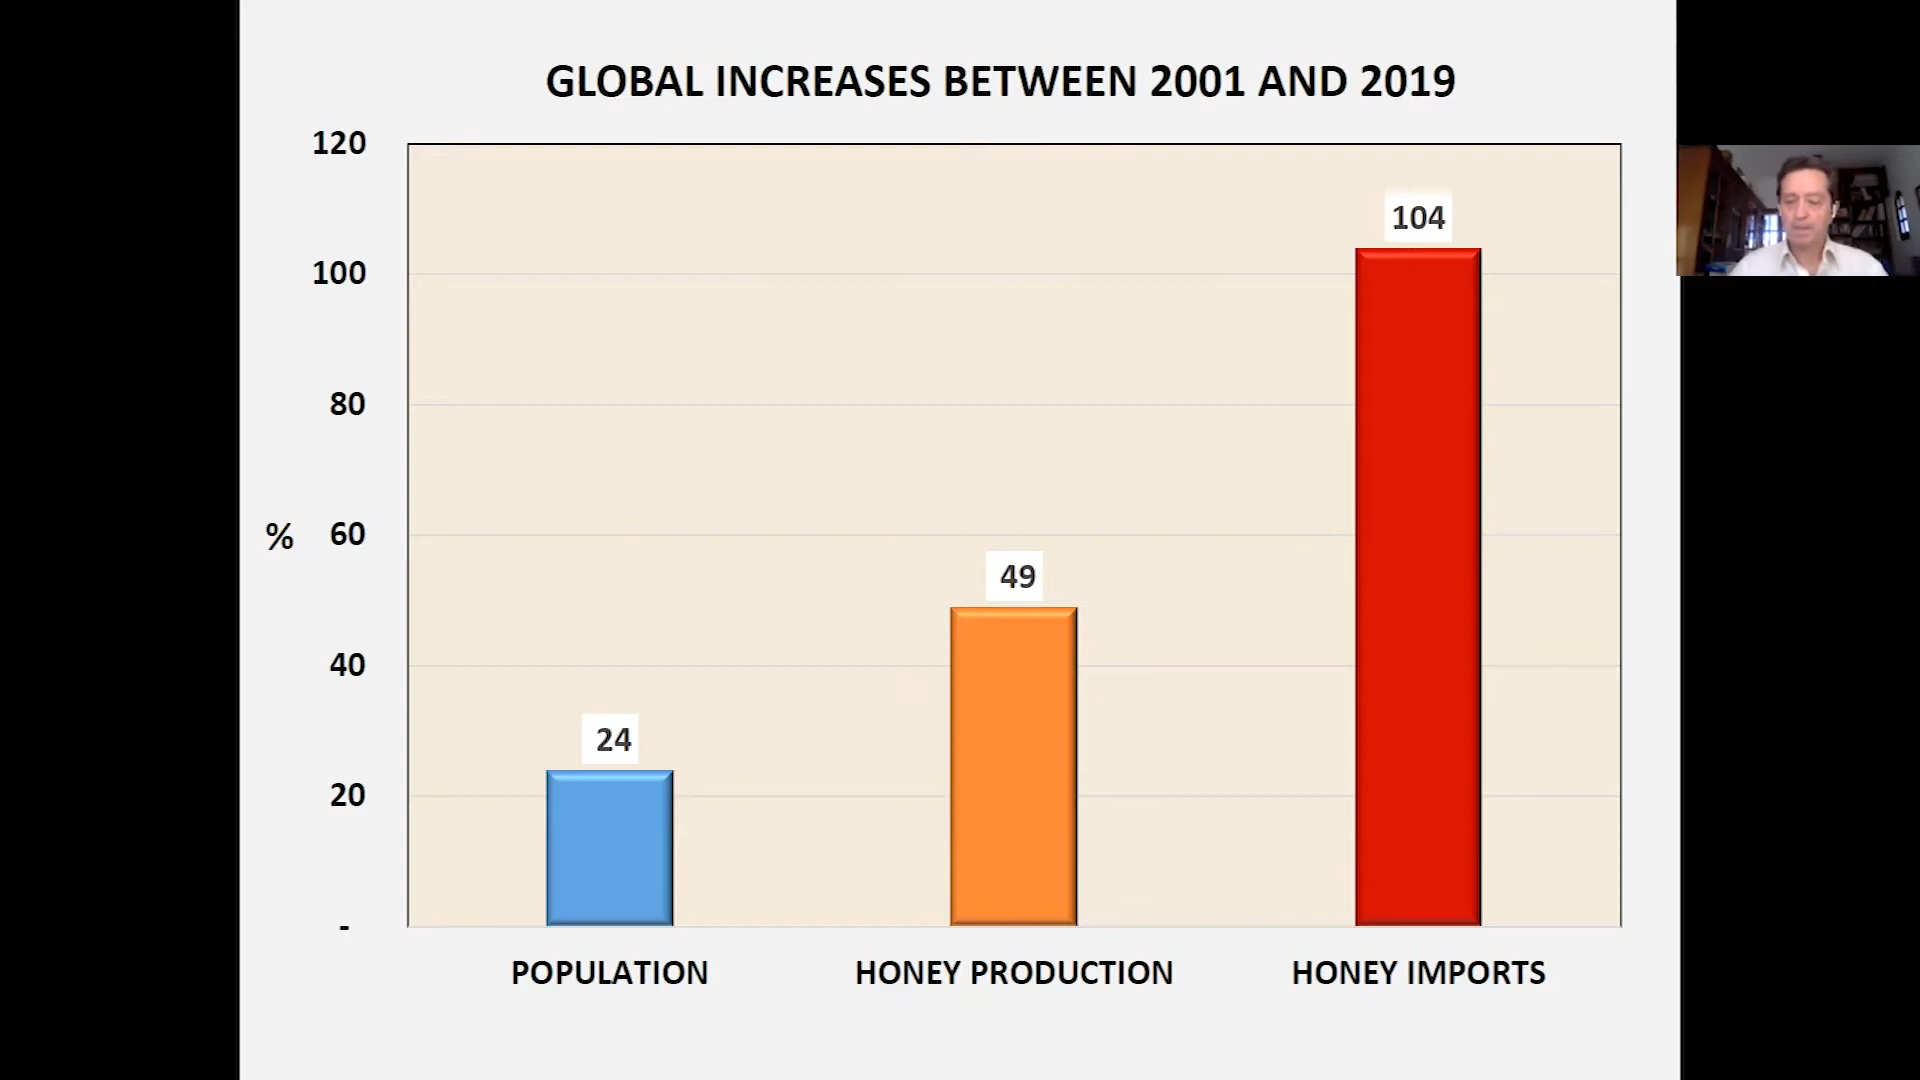 GLOBAL INCREASES BETWEEN 2001 AND 2019
120
100
80
60
40
20
-
%
24
49
104
POPULATION
HONEY PRODUCTION
HONEY IMPORTS